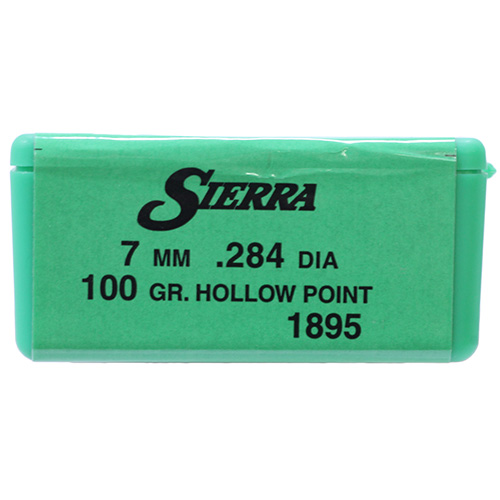 SIERRA
7 MM .284 DIA
100 GR. HOLLOW POINT
1895